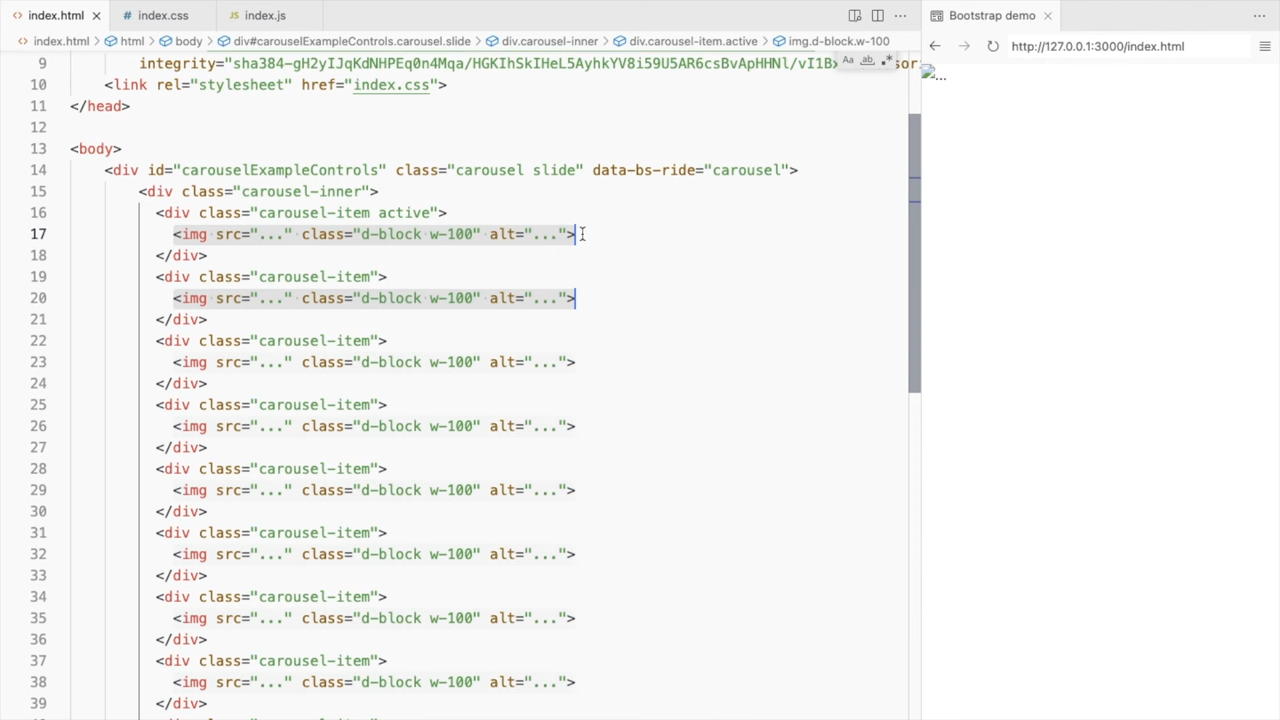 index.html
index.css
index.js
Bootstrap demo
index.html > html > body > div#carouselExampleControls.carousel.slide > div.carousel-inner > div.carousel-item.active > img.d-block.w-100
http://127.0.0.1:3000/index.html
9 integrity="sha384-gH2yIJqKdNHPEq0n4Mqa/HGKIhSkIHeL5AyhkYV8i59U5AR6csBvApHHNl/vI1Bx
Aa ab .*
10 <link rel="stylesheet" href="index.css">
...
11 </head>
12
13 <body>
14 <div id="carouselExampleControls" class="carousel slide" data-bs-ride="carousel">
15 <div class="carousel-inner">
16 <div class="carousel-item active">
17 <img src="..." class="d-block w-100" alt="...">
18 </div>
19 <div class="carousel-item">
20 <img src="..." class="d-block w-100" alt="...">
21 </div>
22 <div class="carousel-item">
23 <img src="..." class="d-block w-100" alt="...">
24 </div>
25 <div class="carousel-item">
26 <img src="..." class="d-block w-100" alt="...">
27 </div>
28 <div class="carousel-item">
29 <img src="..." class="d-block w-100" alt="...">
30 </div>
31 <div class="carousel-item">
32 <img src="..." class="d-block w-100" alt="...">
33 </div>
34 <div class="carousel-item">
35 <img src="..." class="d-block w-100" alt="...">
36 </div>
37 <div class="carousel-item">
38 <img src="..." class="d-block w-100" alt="...">
39 </div>